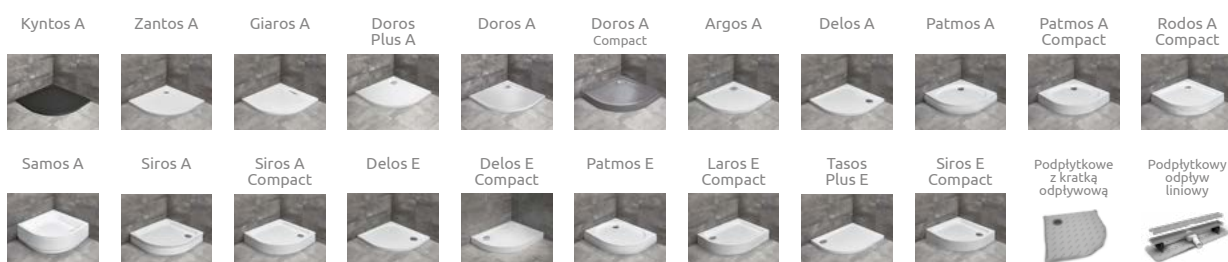 Kyntos A
Zantos A
Giaros A
Doros
Plus A
Doros A
Doros A
Compact
Argos A
Delos A
Patmos A
Patmos A
Compact
Rodos A
Compact
Samos A
Siros A
Siros A
Compact
Delos E
Delos E
Compact
Patmos E
Laros E
Compact
Tasos
Plus E
Siros E
Compact
Podpłytkowe
z kratką
odpływową
Podpłytkowy
odpływ
liniowy